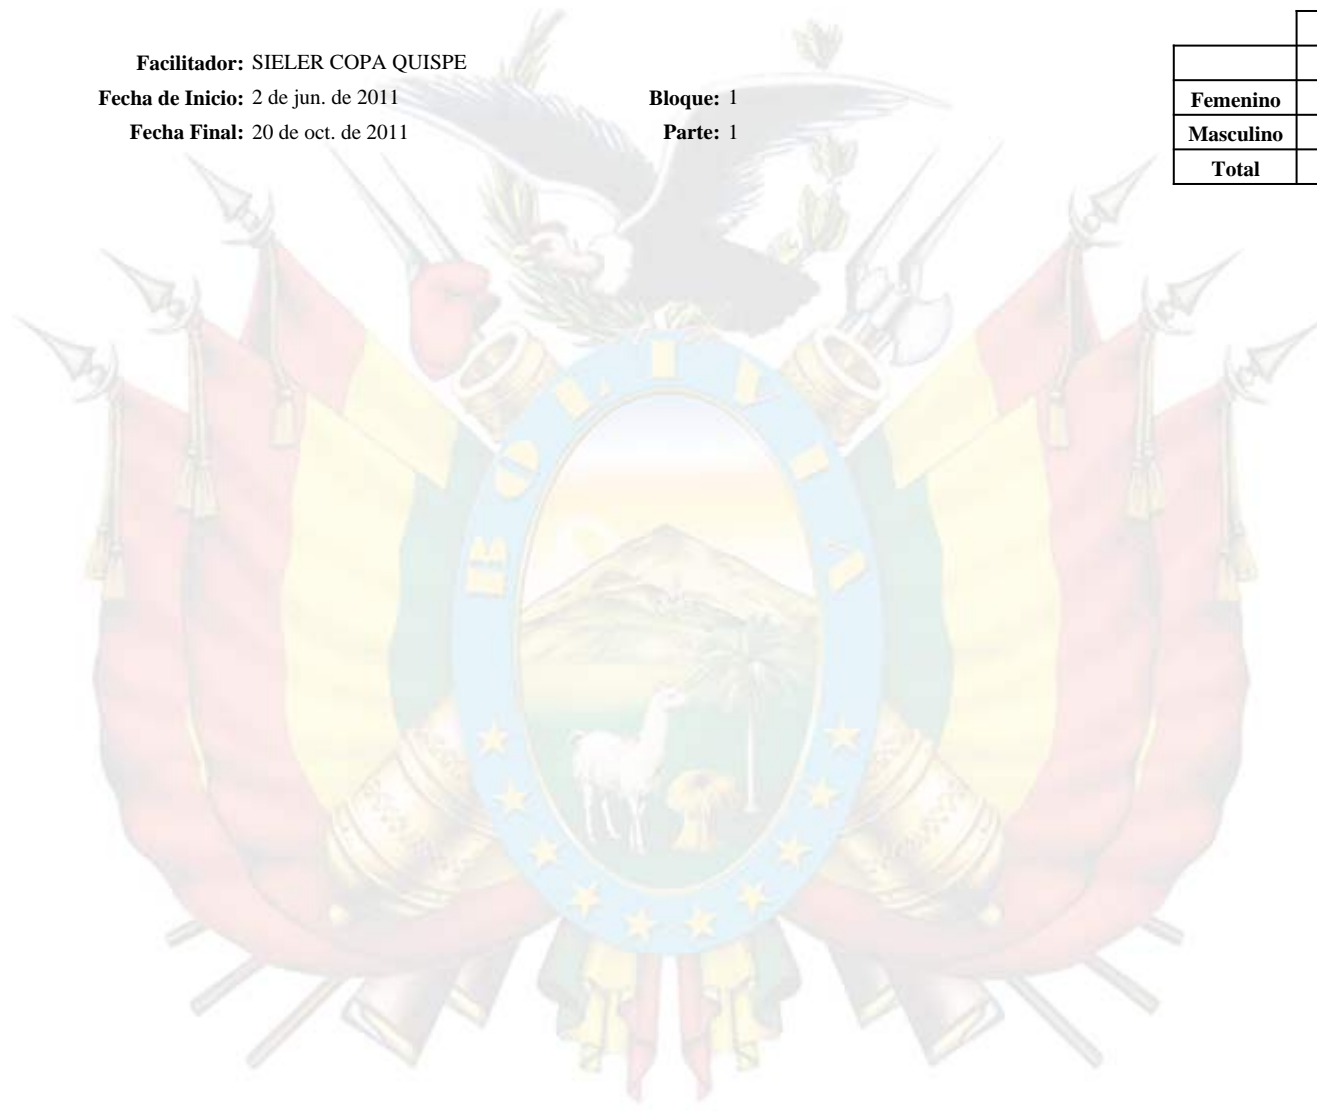 Facilitador: SIELER COPA QUISPE
Fecha de Inicio: 2 de jun. de 2011 Bloque: 1
Fecha Final: 20 de oct. de 2011 Parte: 1
Femenino
Masculino
Total
BOLIVIA